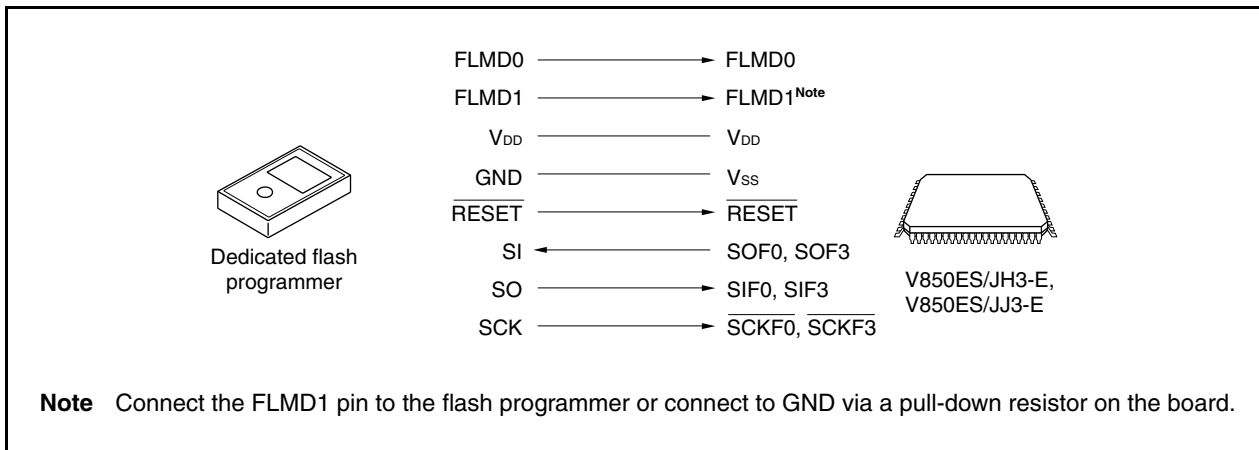 FLMD0 FLMD0
FLMD1 FLMD1Note
VDD VDD
GND VSS
RESET RESET
SI SOF0, SOF3
SO SIF0, SIF3
SCK SCKF0, SCKF3
Dedicated flash
programmer
V850ES/JH3-E,
V850ES/JJ3-E
Note Connect the FLMD1 pin to the flash programmer or connect to GND via a pull-down resistor on the board.